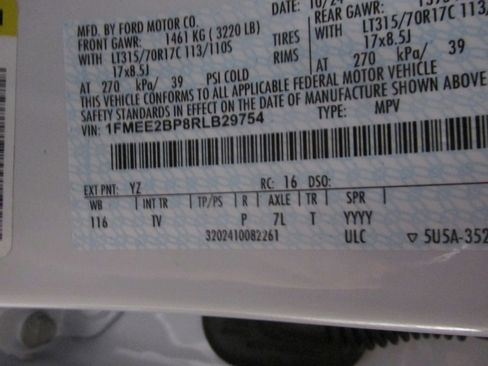 DATE: 10/24
MFD. BY FORD MOTOR CO.
FRONT GAWR: 1461 KG ( 3220 LB) REAR GAWR:
WITH LT315/70R17C 113/110S TIRES WITH LT315/70R17C 113/
17x8.5J RIMS 17x8.5J
AT 270 kPa/ 39 PSI COLD AT 270 kPa/ 39
THIS VEHICLE CONFORMS TO ALL APPLICABLE FEDERAL MOTOR VEHICLE
SAFETY STANDARDS IN EFFECT ON THE DATE OF MANUFACTURE SHOWN ABOVE
VIN: 1FMEE2BP8RLB29754 TYPE: MPV
EXT PNT: YZ RC: 16 DSO:
WB INT TR TP/PS R AXLE TR SPR
116 TV P 7L T YYYY
3202410082261 ULC ▽ 5U5A-352